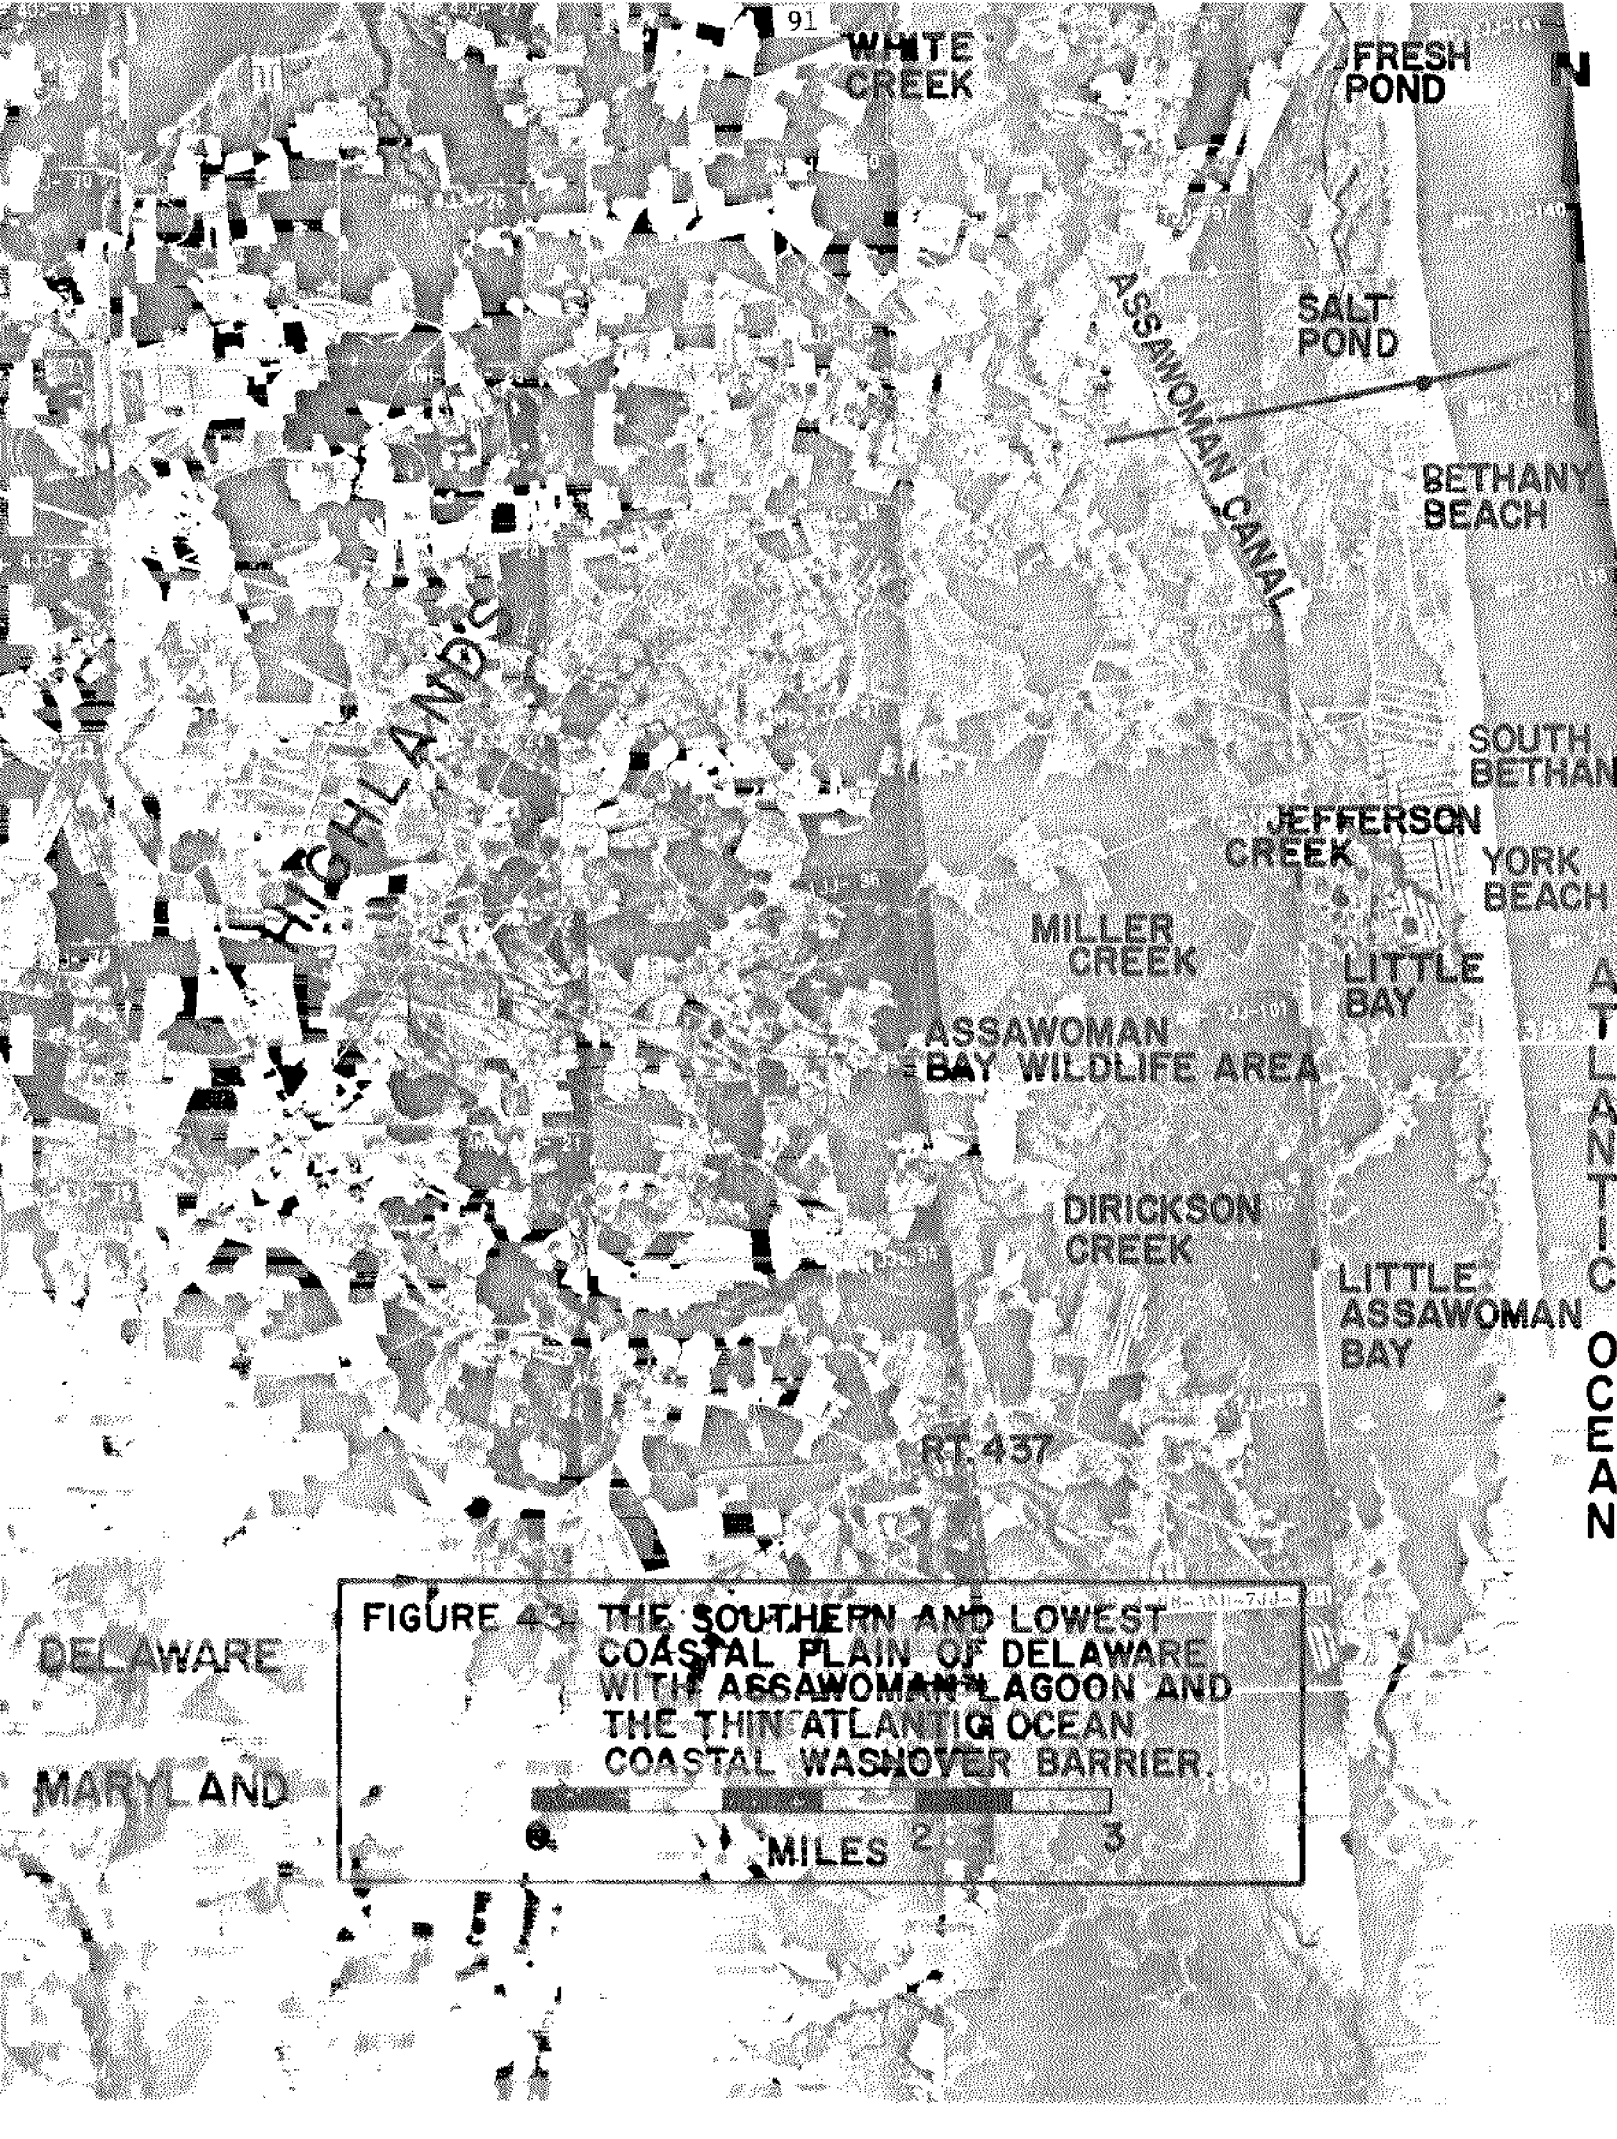 91
WHITE
CREEK
FRESH
POND
N
ASSAWOMAN CANAL
SALT
POND
BETHANY
BEACH
HIGHLANDS
SOUTH
BETHAN
JEFFERSON
CREEK
YORK
BEACH
MILLER
CREEK
LITTLE
BAY
ASSAWOMAN
BAY WILDLIFE AREA
ATLANTIC
OCEAN
DIRICKSON
CREEK
LITTLE
ASSAWOMAN
BAY
RT. 437
DELAWARE
MARYLAND
FIGURE 43. THE SOUTHERN AND LOWEST
COASTAL PLAIN OF DELAWARE
WITH ASSAWOMAN LAGOON AND
THE THIN ATLANTIC OCEAN
COASTAL WASHOVER BARRIER.
0 1 MILES 2 3